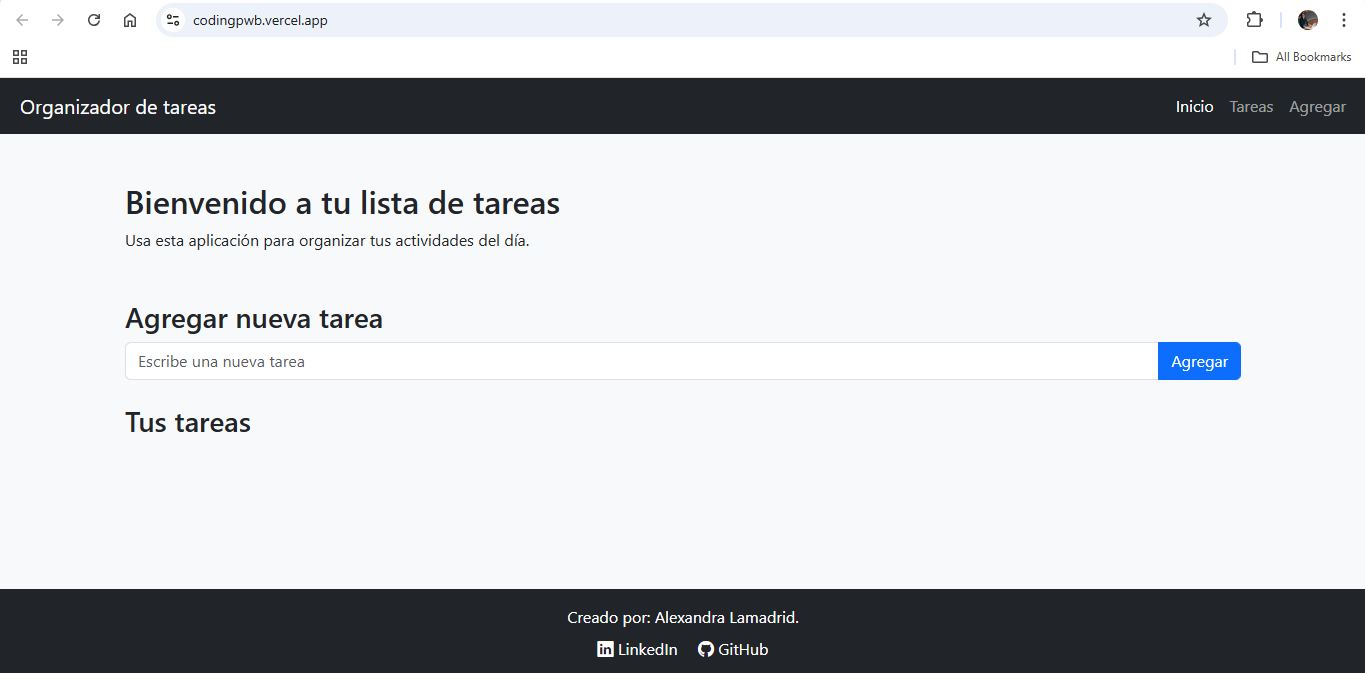 codingpwb.vercel.app
All Bookmarks
Organizador de tareas
Inicio Tareas Agregar
Bienvenido a tu lista de tareas
Usa esta aplicación para organizar tus actividades del día.
Agregar nueva tarea
Escribe una nueva tarea Agregar
Tus tareas
Creado por: Alexandra Lamadrid.
LinkedIn GitHub